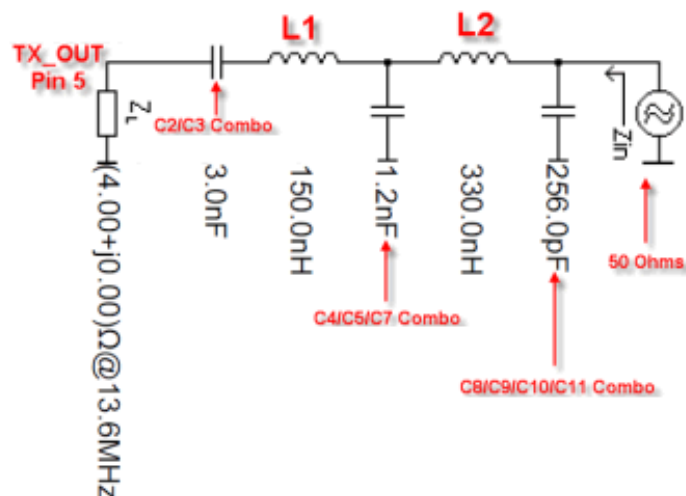 L1
L2
TX_OUT
Pin 5
Z_L
C2/C3 Combo
Zin
(4.00+j0.00)Ω@13.6MHz
3.0nF
150.0nH
1.2nF
330.0nH
256.0pF
50 Ohms
C4/C5/C7 Combo
C8/C9/C10/C11 Combo